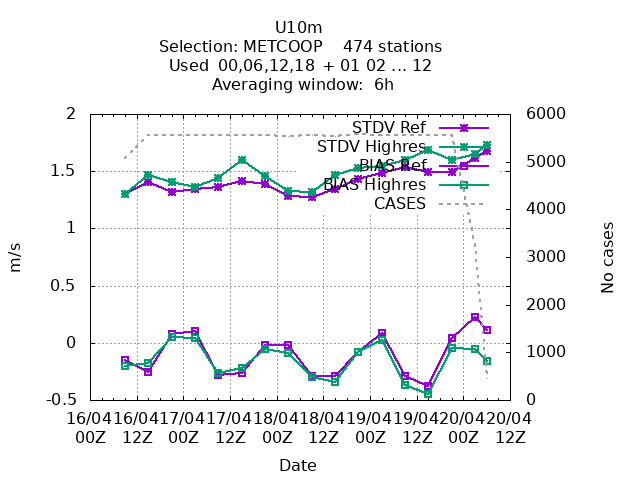 U10m
Selection: METCOOP    474 stations
Used  00,06,12,18 + 01 02 ... 12
Averaging window:  6h
2
1.5
1
0.5
0
-0.5
6000
5000
4000
3000
2000
1000
0
m/s
No cases
STDV Ref
STDV Highres
BIAS Ref
BIAS Highres
CASES
16/04 16/04 17/04 17/04 18/04 18/04 19/04 19/04 20/04 20/04
00Z 12Z 00Z 12Z 00Z 12Z 00Z 12Z 00Z 12Z
Date